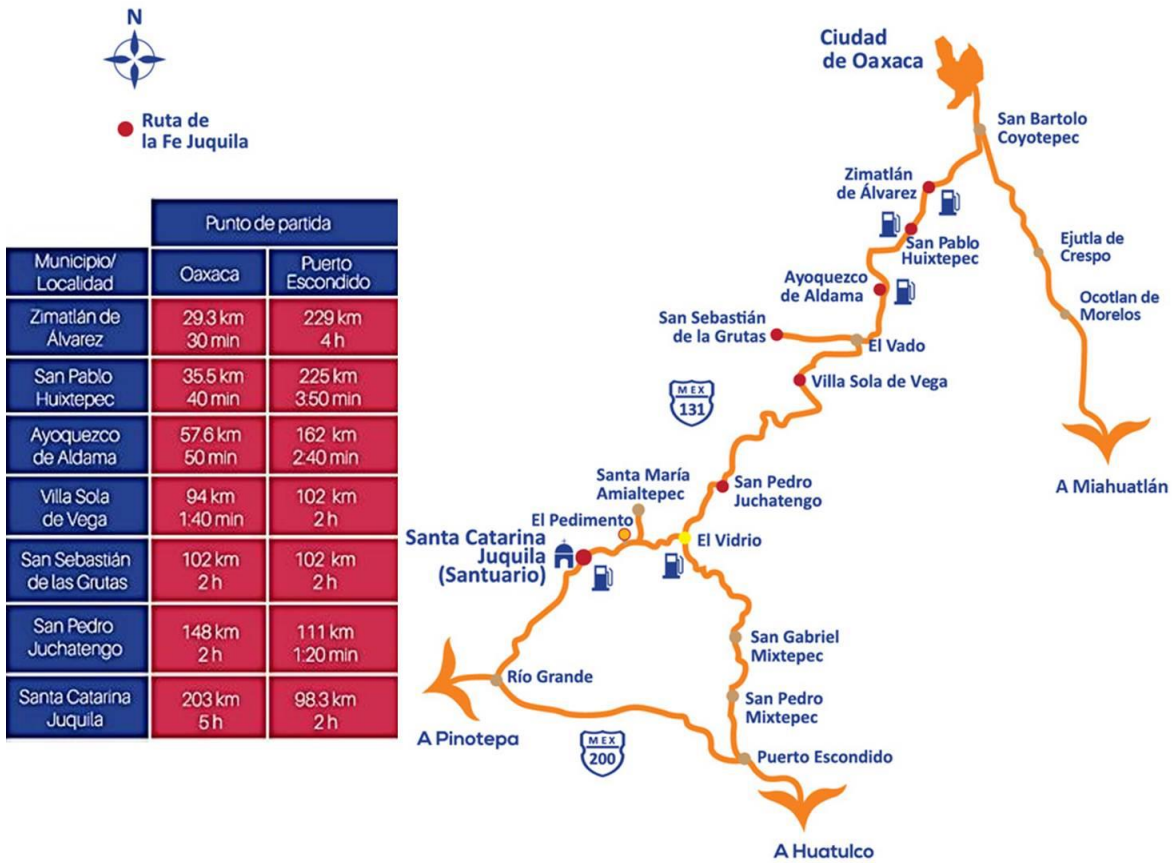 N
Ruta de
la Fe Juquila
Punto de partida
Municipio/
Localidad
Oaxaca
Puerto
Escondido
Zimatlán de
Álvarez
29.3 km
30 min
229 km
4 h
San Pablo
Huixtepec
35.5 km
40 min
225 km
3:50 min
Ayoquezco
de Aldama
57.6 km
50 min
162 km
2:40 min
Villa Sola
de Vega
94 km
1:40 min
102 km
2 h
San Sebastián
de las Grutas
102 km
2 h
102 km
2 h
San Pedro
Juchatengo
148 km
2 h
111 km
1:20 min
Santa Catarina
Juquila
203 km
5 h
98.3 km
2 h
Ciudad
de Oaxaca
San Bartolo
Coyotepec
Zimatlán
de Álvarez
San Pablo
Huixtepec
Ejutla de
Crespo
Ayoquezco
de Aldama
Ocotlan de
Morelos
San Sebastián
de la Grutas
El Vado
Villa Sola de Vega
MEX
131
A Miahuatlán
Santa María
Amialtepec
San Pedro
Juchatengo
El Pedimento
El Vidrio
Santa Catarina
Juquila
(Santuario)
San Gabriel
Mixtepec
Río Grande
San Pedro
Mixtepec
A Pinotepa
MEX
200
Puerto Escondido
A Huatulco